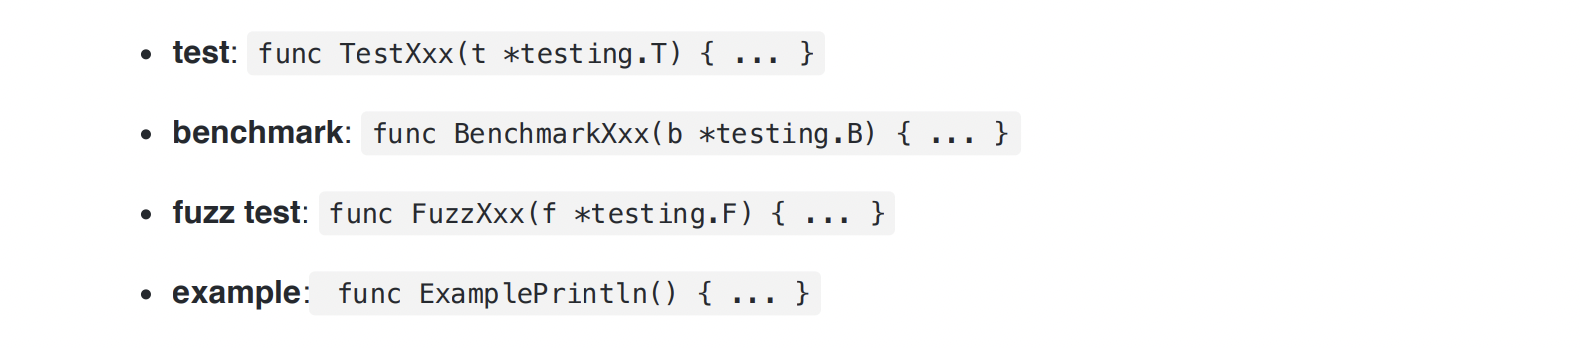 • test: func TestXxx(t *testing.T) { ... }
• benchmark: func BenchmarkXxx(b *testing.B) { ... }
• fuzz test: func FuzzXxx(f *testing.F) { ... }
• example: func ExamplePrintln() { ... }